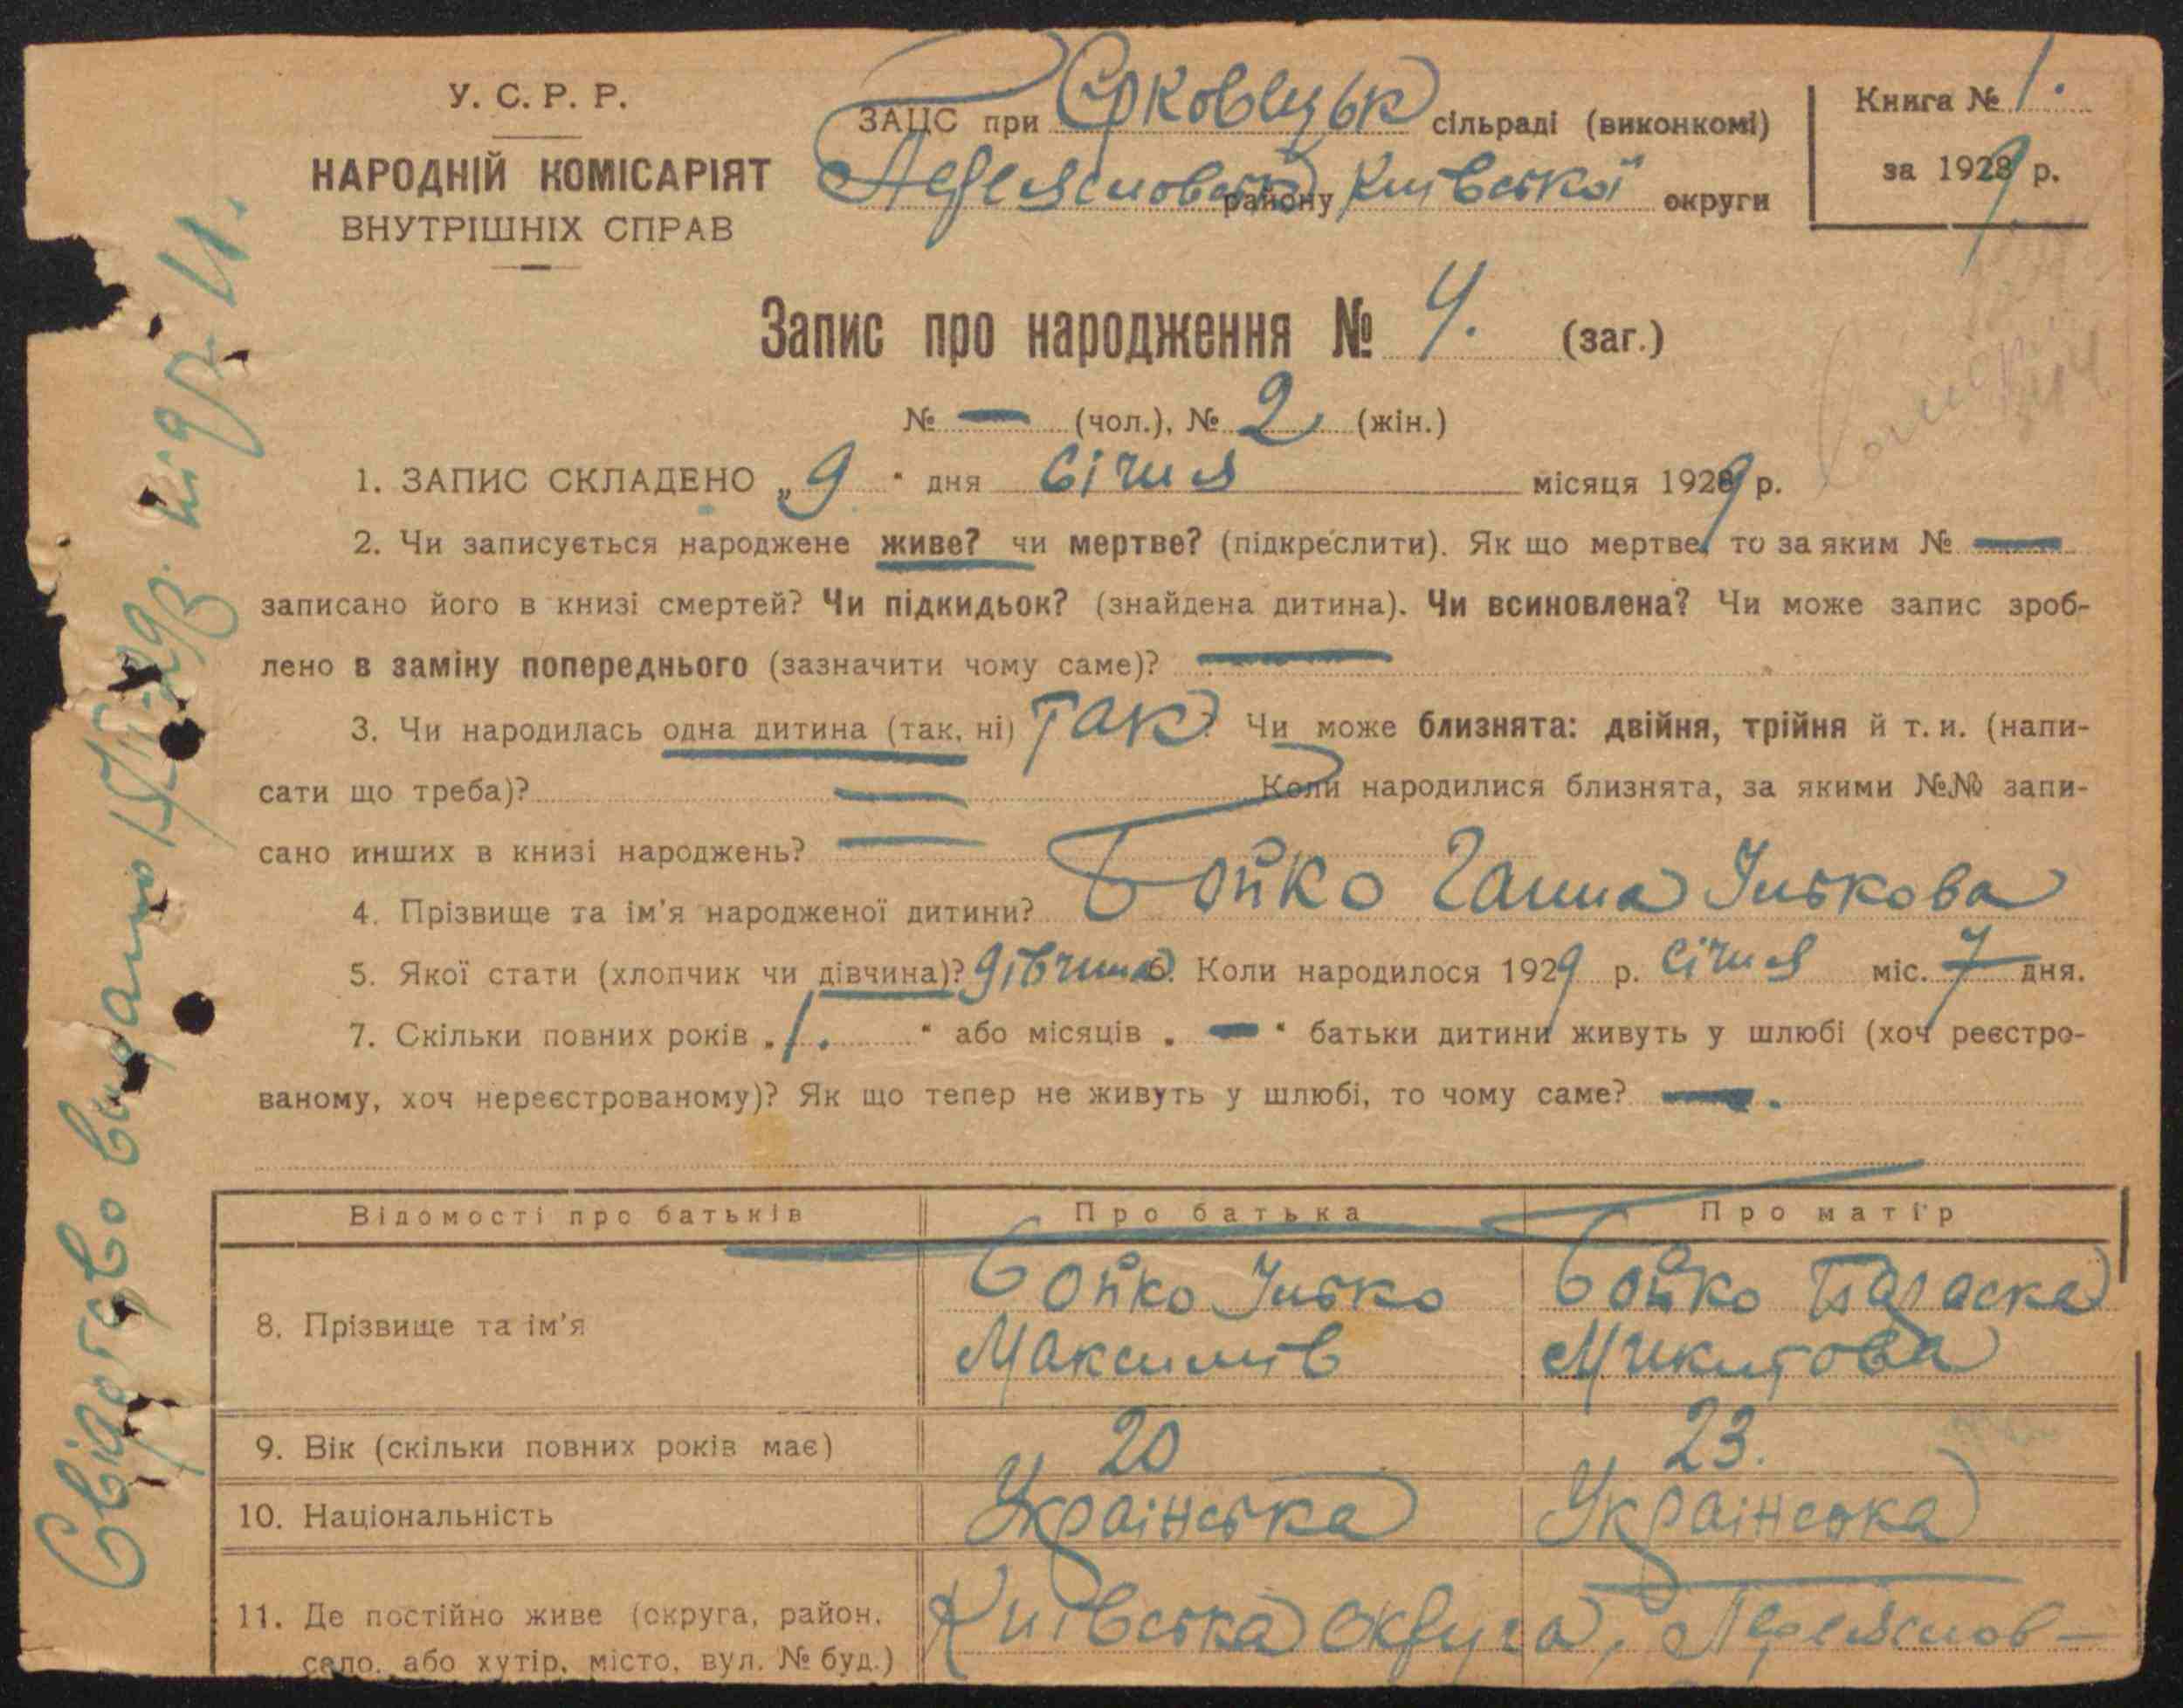 У. С. Р. Р.
НАРОДНІЙ КОМІСАРІЯТ
ВНУТРІШНІХ СПРАВ
ЗАЦС при Єрковецьк сільраді (виконкомі)
Переяславськ району Київської округи
Книга № 1.
за 1929 р.
Запис про народження № 4. (заг.)
№ — (чол.), № 2 (жін.)
1. ЗАПИС СКЛАДЕНО „9" дня Січня місяця 1929 р.
2. Чи записується народжене живе? чи мертве? (підкреслити). Як що мертве, то за яким № —
записано його в книзі смертей? Чи підкидьок? (знайдена дитина). Чи всиновлена? Чи може запис зроб-
лено в заміну попереднього (зазначити чому саме)? —
3. Чи народилась одна дитина (так, ні) Так? Чи може близнята: двійня, трійня й т. и. (напи-
сати що треба)? — Коли народилися близнята, за якими №№ запи-
сано инших в книзі народжень? —
4. Прізвище та ім'я народженої дитини? Бойко Ганна Їськова
5. Якої стати (хлопчик чи дівчина)? дівчина 6. Коли народилося 1929 р. січня міс. 7 дня.
7. Скільки повних років „1." або місяців „—" батьки дитини живуть у шлюбі (хоч реєстро-
ваному, хоч нереєстрованому)? Як що тепер не живуть у шлюбі, то чому саме? —.
Відомості про батьків Про батька Про матір
8. Прізвище та ім'я
Бойко
Максимів
Бойко Параска
Микитова
9. Вік (скільки повних років має) 20 23.
10. Національність Українська Українська
11. Де постійно живе (округа, район,
село, або хутір, місто, вул. № буд.)
Київська округа, Переяслов-
Свідоцтво видано